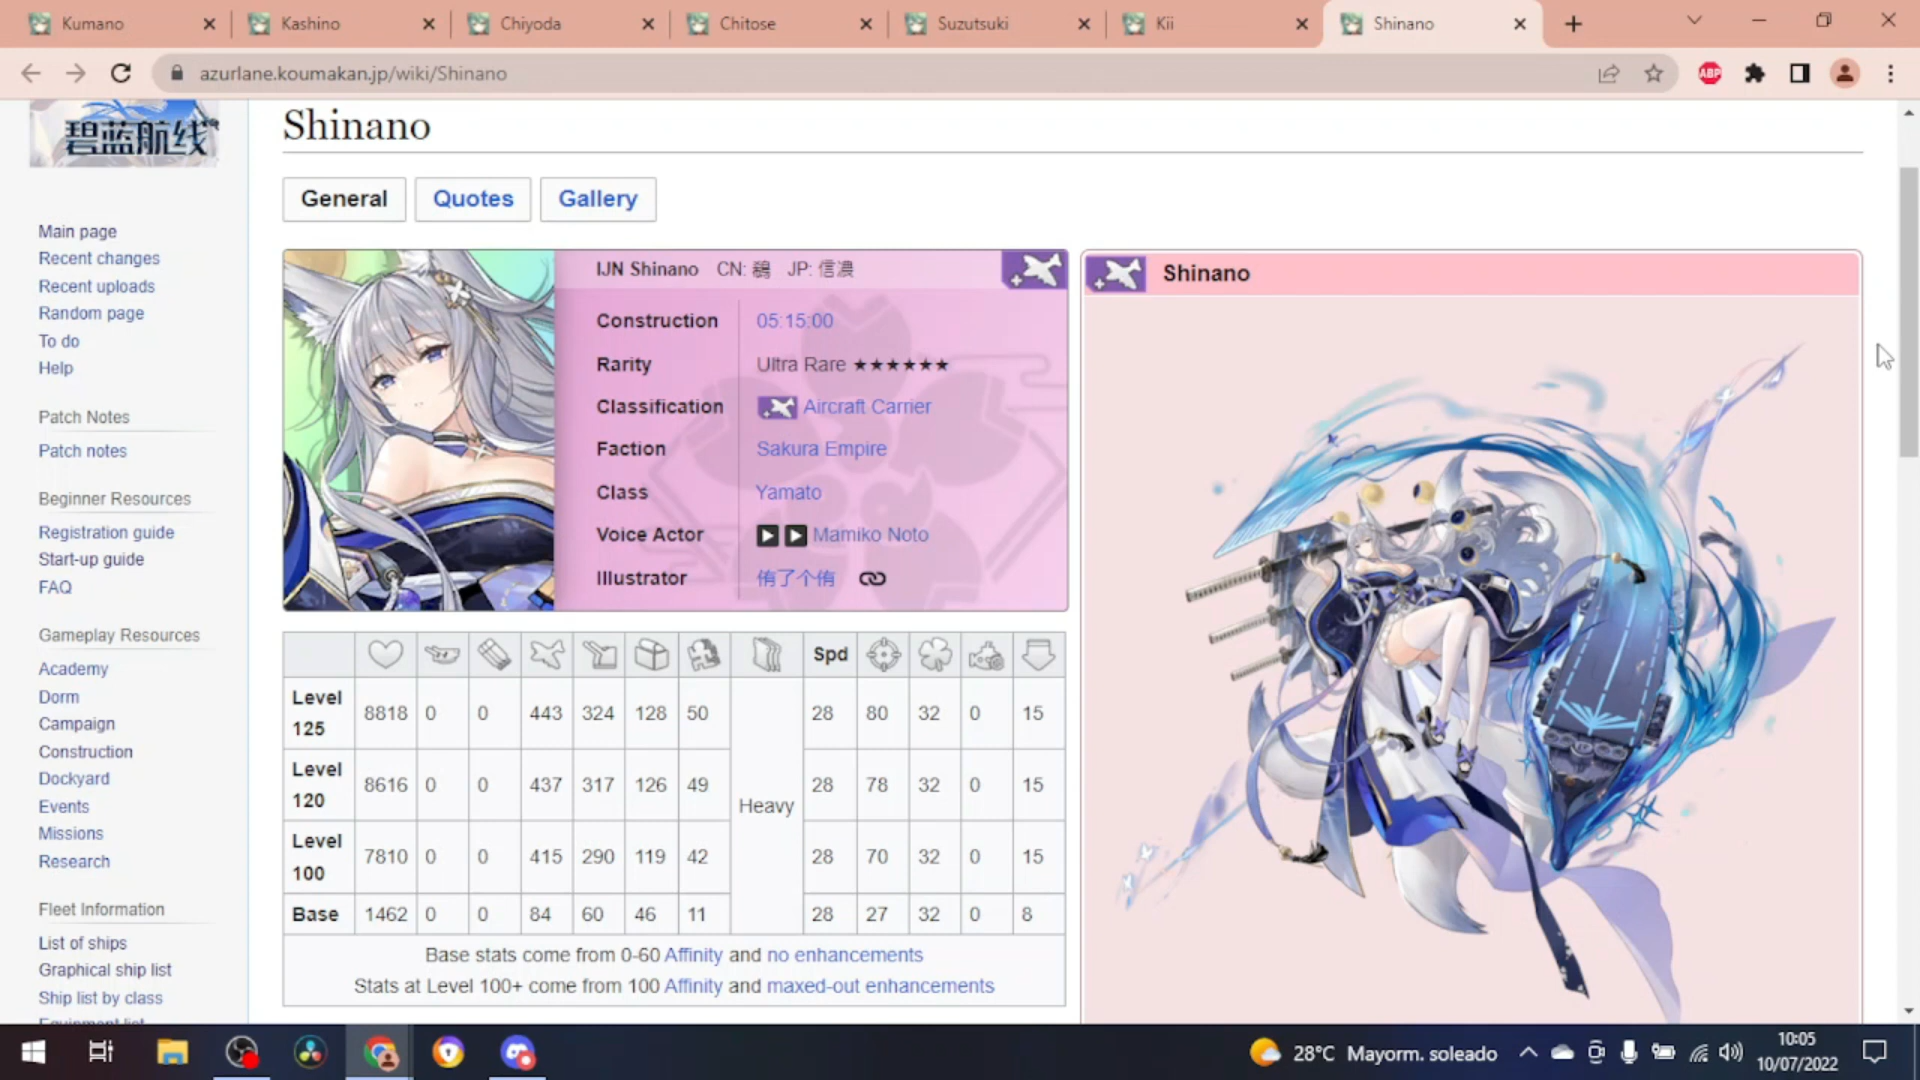 Kumano
Kashino
Chiyoda
Chitose
Suzutsuki
Kii
Shinano
azurlane.koumakan.jp/wiki/Shinano
ABP
碧蓝航线
Main page
Recent changes
Recent uploads
Random page
To do
Help
Patch Notes
Patch notes
Beginner Resources
Registration guide
Start-up guide
FAQ
Gameplay Resources
Academy
Dorm
Campaign
Construction
Dockyard
Events
Missions
Research
Fleet Information
List of ships
Graphical ship list
Ship list by class
Equipment list
Shinano
General Quotes Gallery
IJN Shinano CN: 鹬 JP: 信濃
Construction 05:15:00
Rarity Ultra Rare ★★★★★★
Classification Aircraft Carrier
Faction Sakura Empire
Class Yamato
Voice Actor Mamiko Noto
Illustrator 侑了个侑
Spd
Level 125 8818 0 0 443 324 128 50 Heavy 28 80 32 0 15
Level 120 8616 0 0 437 317 126 49 28 78 32 0 15
Level 100 7810 0 0 415 290 119 42 28 70 32 0 15
Base 1462 0 0 84 60 46 11 28 27 32 0 8
Base stats come from 0-60 Affinity and no enhancements
Stats at Level 100+ come from 100 Affinity and maxed-out enhancements
Shinano
28°C Mayorm. soleado
10:05
10/07/2022